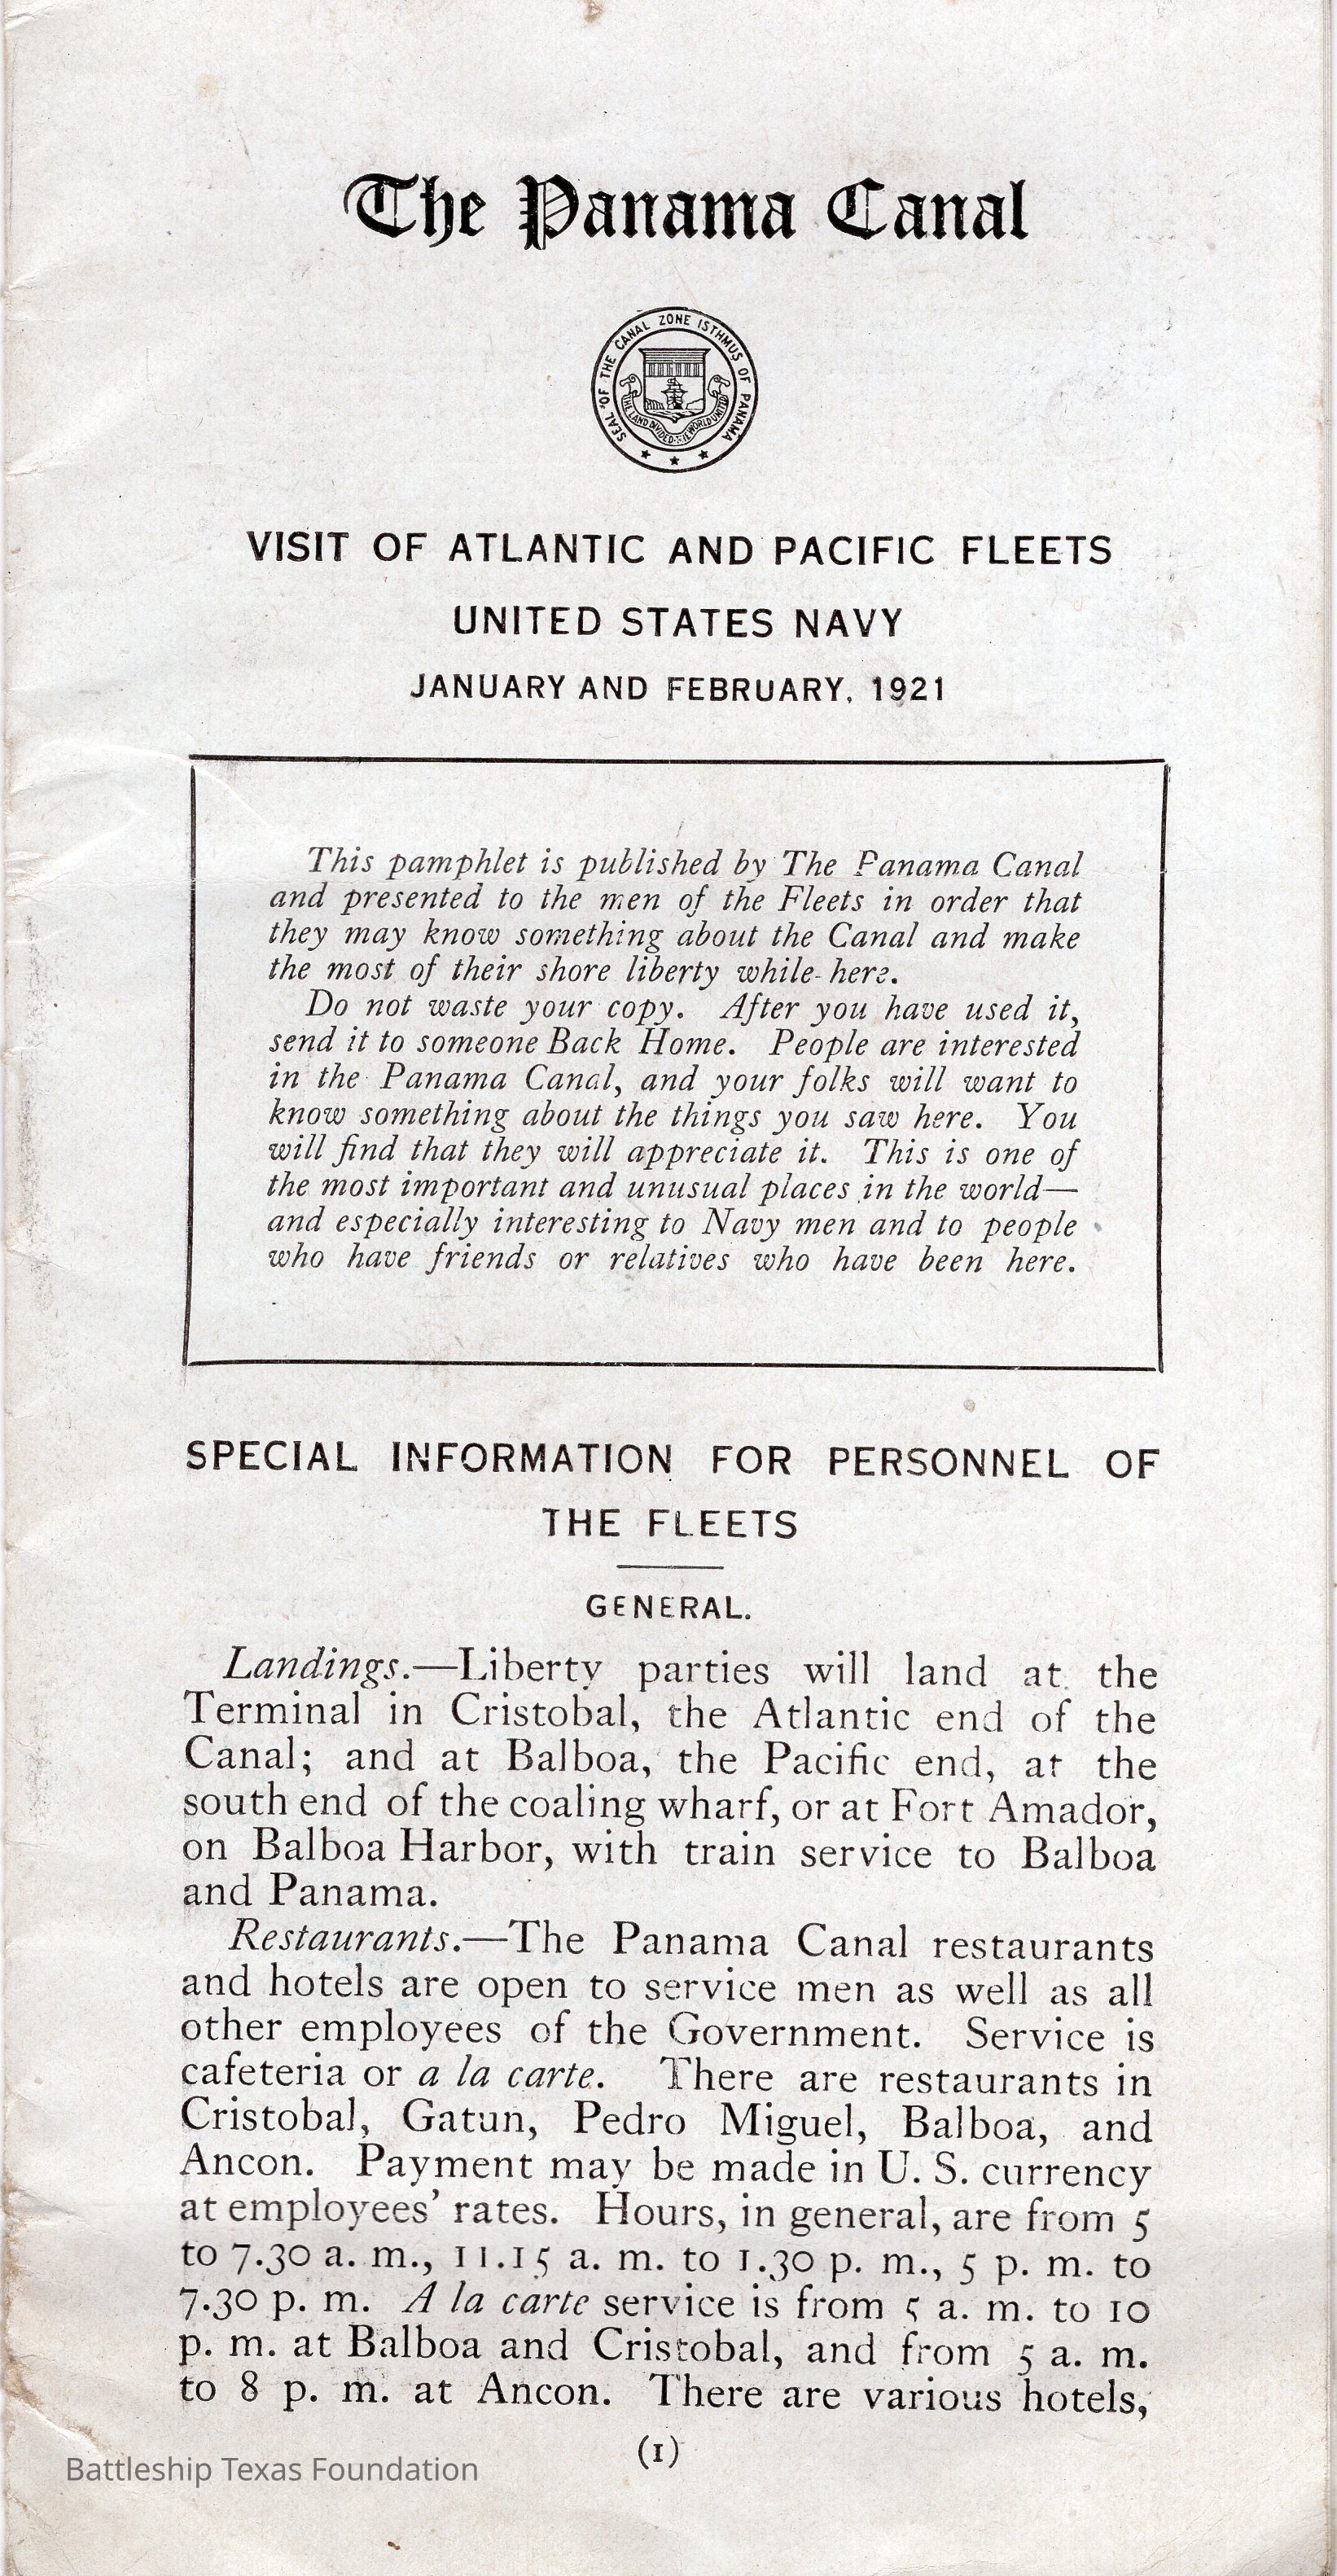 The Panama Canal
SEAL OF THE CANAL ZONE ISTHMUS OF PANAMA
THE LAND DIVIDED THE WORLD UNITED
VISIT OF ATLANTIC AND PACIFIC FLEETS
UNITED STATES NAVY
JANUARY AND FEBRUARY, 1921
This pamphlet is published by The Panama Canal
and presented to the men of the Fleets in order that
they may know something about the Canal and make
the most of their shore liberty while here.
Do not waste your copy. After you have used it,
send it to someone Back Home. People are interested
in the Panama Canal, and your folks will want to
know something about the things you saw here. You
will find that they will appreciate it. This is one of
the most important and unusual places in the world—
and especially interesting to Navy men and to people
who have friends or relatives who have been here.
SPECIAL INFORMATION FOR PERSONNEL OF
THE FLEETS
GENERAL.
Landings.—Liberty parties will land at the
Terminal in Cristobal, the Atlantic end of the
Canal; and at Balboa, the Pacific end, at the
south end of the coaling wharf, or at Fort Amador,
on Balboa Harbor, with train service to Balboa
and Panama.
Restaurants.—The Panama Canal restaurants
and hotels are open to service men as well as all
other employees of the Government. Service is
cafeteria or a la carte. There are restaurants in
Cristobal, Gatun, Pedro Miguel, Balboa, and
Ancon. Payment may be made in U. S. currency
at employees' rates. Hours, in general, are from 5
to 7.30 a. m., 11.15 a. m. to 1.30 p. m., 5 p. m. to
7.30 p. m. A la carte service is from 5 a. m. to 10
p. m. at Balboa and Cristobal, and from 5 a. m.
to 8 p. m. at Ancon. There are various hotels,
(1)
Battleship Texas Foundation